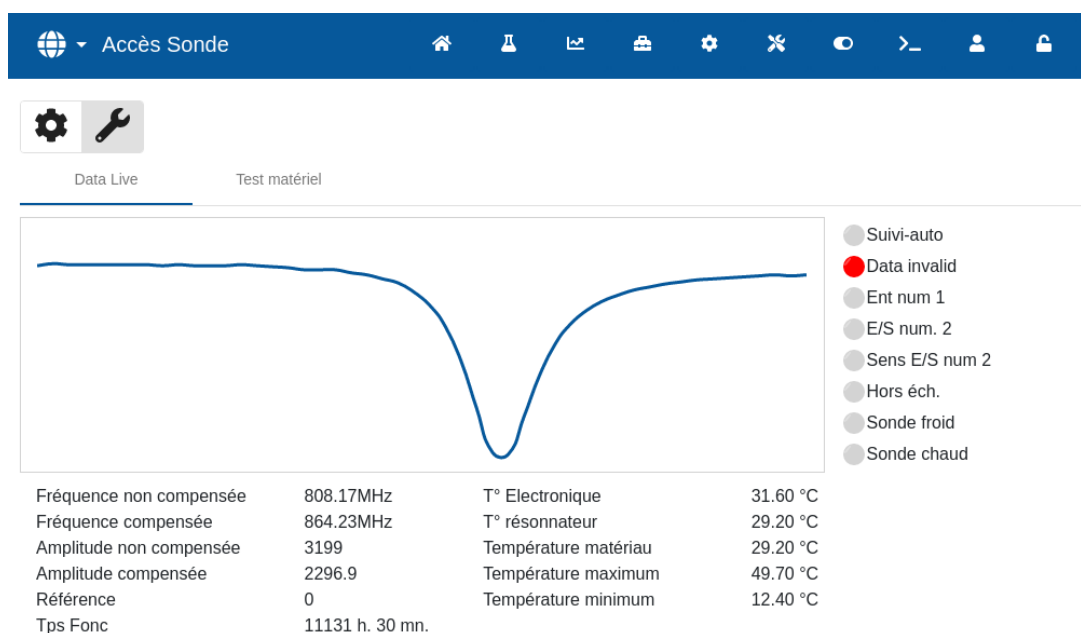 Accès Sonde
Data Live Test matériel
Suivi-auto
Data invalid
Ent num 1
E/S num. 2
Sens E/S num 2
Hors éch.
Sonde froid
Sonde chaud
Fréquence non compensée 808.17MHz T° Electronique 31.60 °C
Fréquence compensée 864.23MHz T° résonnateur 29.20 °C
Amplitude non compensée 3199 Température matériau 29.20 °C
Amplitude compensée 2296.9 Température maximum 49.70 °C
Référence 0 Température minimum 12.40 °C
Tps Fonc 11131 h. 30 mn.